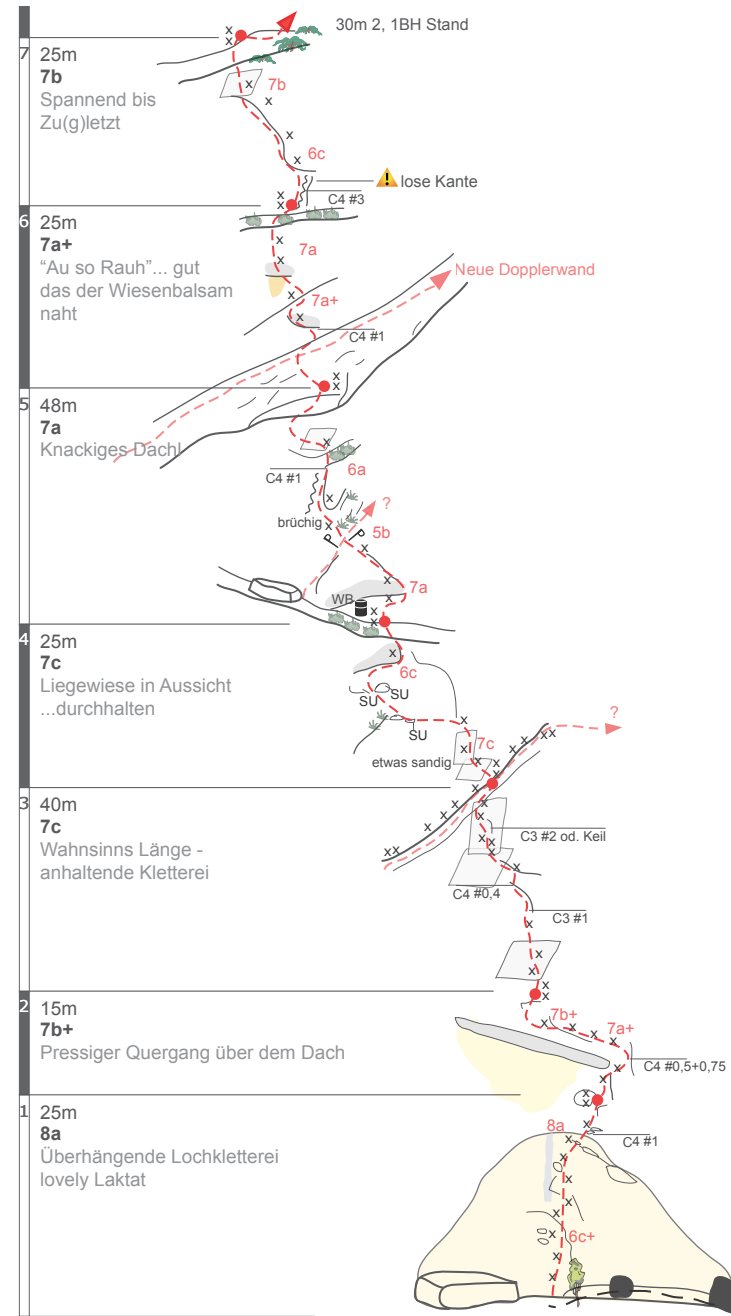 30m 2, 1BH Stand
7
25m
7b
Spannend bis
Zu(g)letzt
7b
6c
lose Kante
C4 #3
6
25m
7a+
"Au so Rauh"... gut
das der Wiesenbalsam
naht
7a
Neue Dopplerwand
7a+
C4 #1
5
48m
7a
Knackiges Dachl
6a
C4 #1
?
brüchig
5b
7a
WB
4
25m
7c
Liegewiese in Aussicht
...durchhalten
6c
SU
SU
SU
?
7c
etwas sandig
3
40m
7c
Wahnsinns Länge -
anhaltende Kletterei
C3 #2 od. Keil
C4 #0,4
C3 #1
2
15m
7b+
Pressiger Quergang über dem Dach
7b+
7a+
C4 #0,5+0,75
1
25m
8a
Überhängende Lochkletterei
lovely Laktat
8a
C4 #1
6c+